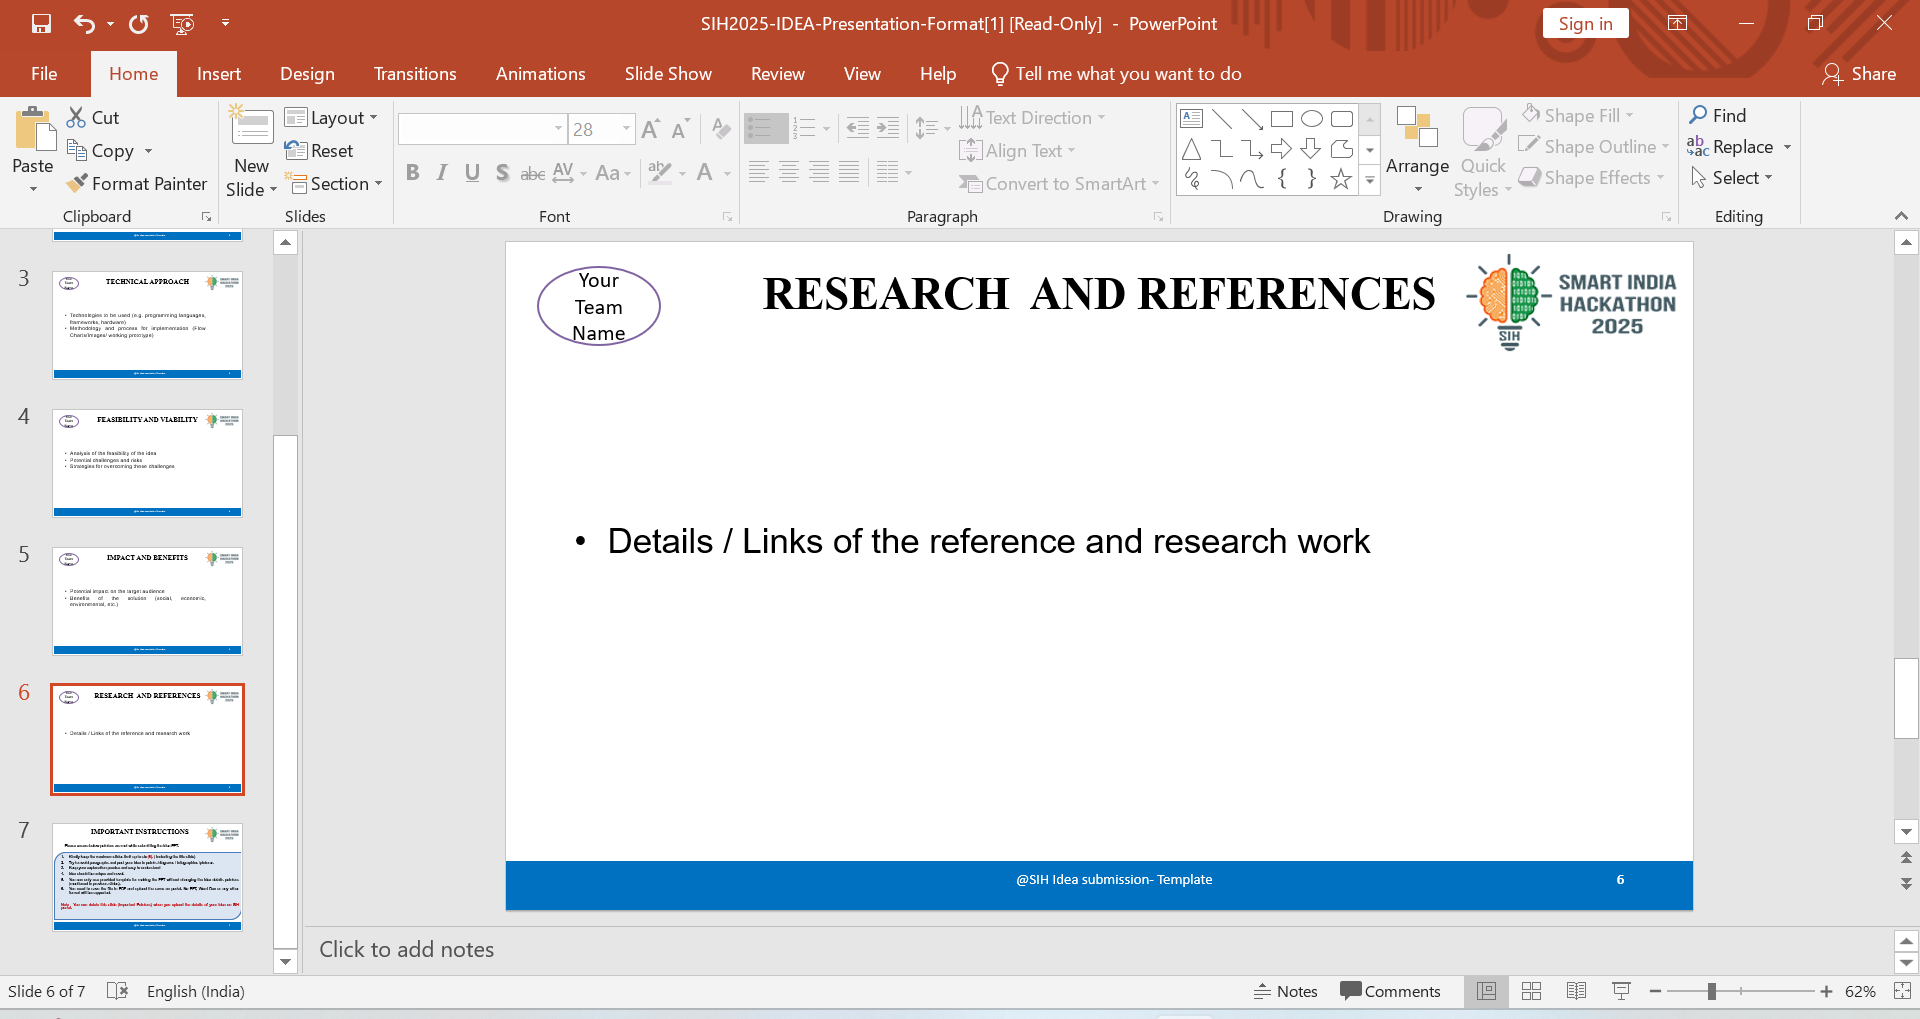 SIH2025-IDEA-Presentation-Format[1] [Read-Only] - PowerPoint
Sign in
File Home Insert Design Transitions Animations Slide Show Review View Help Tell me what you want to do Share
Paste
Cut
Copy
Format Painter
Clipboard
New Slide
Layout
Reset
Section
Slides
28
Font
Text Direction
Align Text
Convert to SmartArt
Paragraph
Arrange
Quick Styles
Shape Fill
Shape Outline
Shape Effects
Drawing
Find
Replace
Select
Editing
3
TECHNICAL APPROACH
• Technologies to be used (e.g. programming languages,
frameworks, hardware)
• Methodology and process for implementation (Flow
Charts/Images/ working prototype)
4
FEASIBILITY AND VIABILITY
• Analysis of the feasibility of the idea
• Potential challenges and risks
• Strategies for overcoming these challenges
5
IMPACT AND BENEFITS
• Potential impact on the target audience
• Benefits of the solution (social, economic,
environmental, etc.)
6
RESEARCH AND REFERENCES
• Details / Links of the reference and research work
7
IMPORTANT INSTRUCTIONS
Your
Team
Name
RESEARCH AND REFERENCES
SIH
SMART INDIA
HACKATHON
2025
• Details / Links of the reference and research work
@SIH Idea submission- Template
6
Click to add notes
Slide 6 of 7
English (India)
Notes
Comments
62%